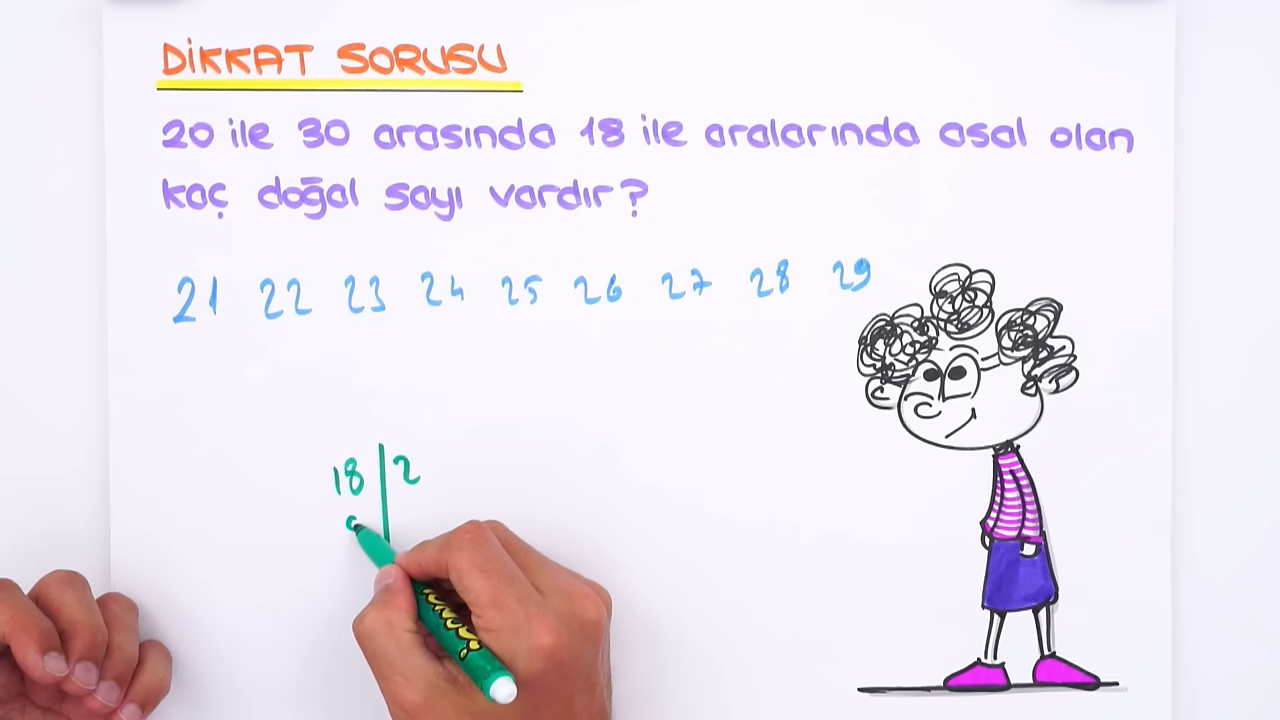 DİKKAT SORUSU
20 ile 30 arasında 18 ile aralarında asal olan
kaç doğal sayı vardır?
21 22 23 24 25 26 27 28 29
18 2